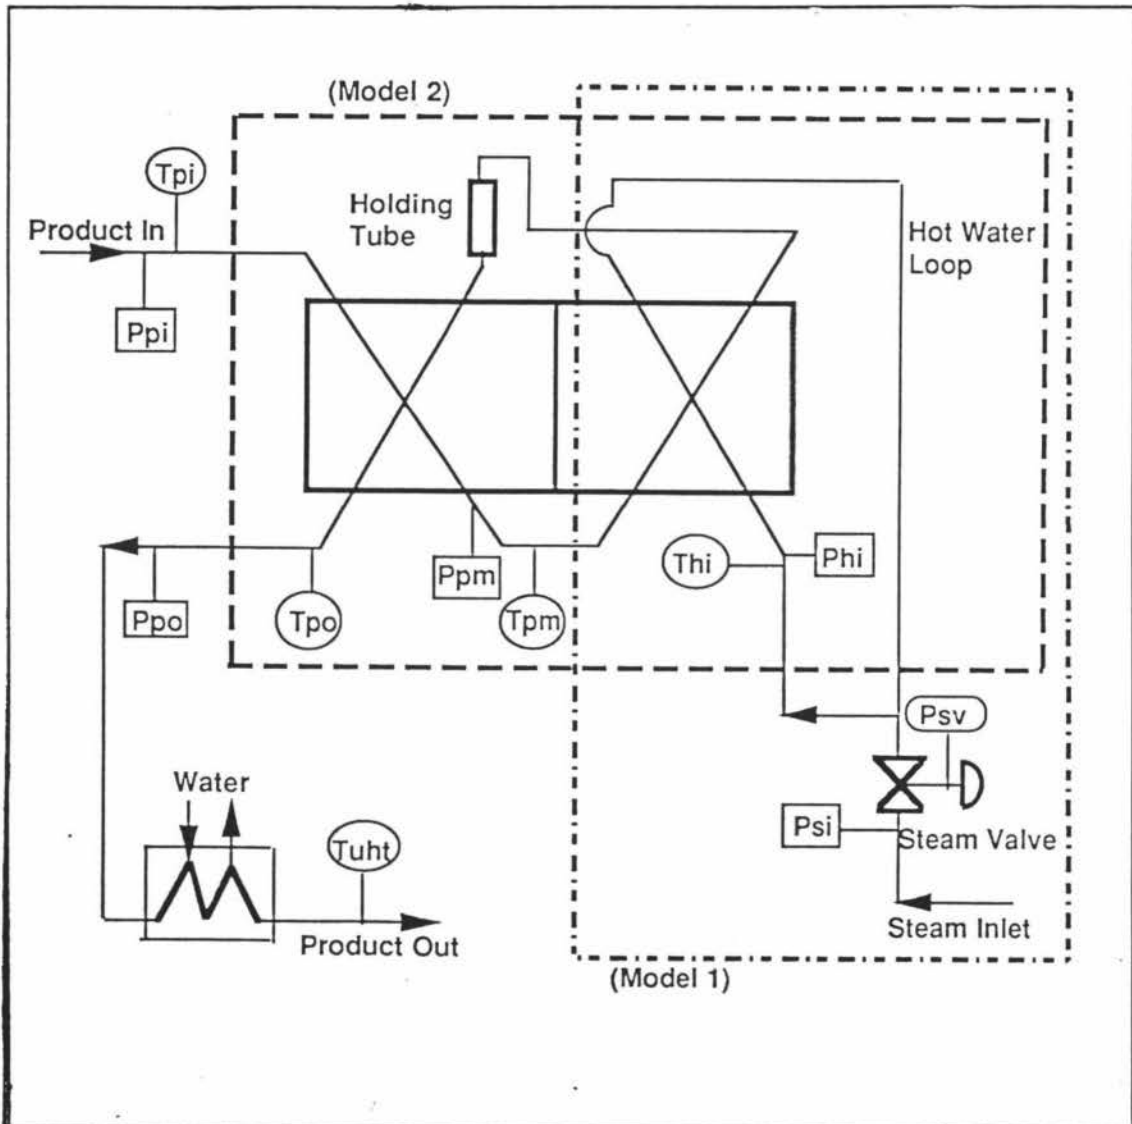 (Model 2)
Tpi
Holding
Tube
Product In
Hot Water
Loop
Ppi
Thi
Phi
Ppm
Ppo
Tpo
Tpm
Psv
Water
Psi
Steam Valve
Tuht
Product Out
Steam Inlet
(Model 1)